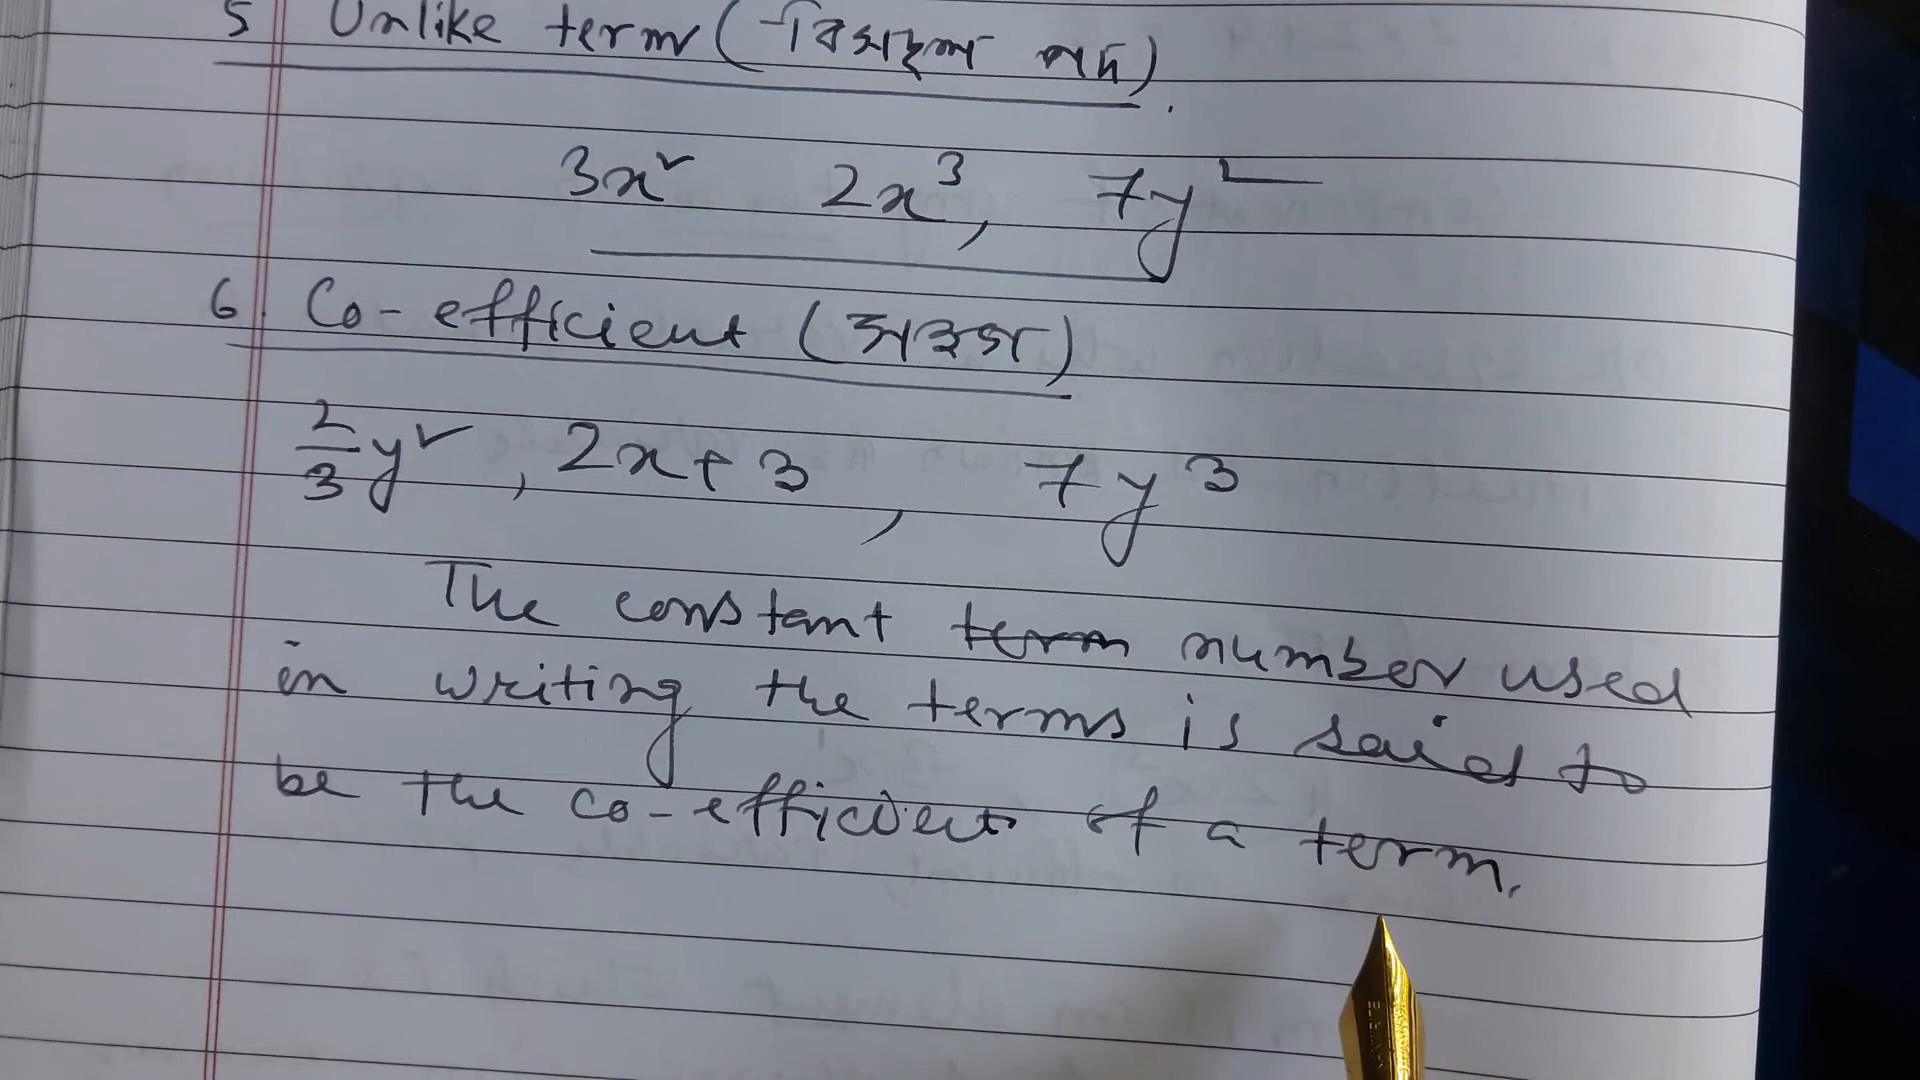 5 Unlike term (বিসদৃশ পদ).
3x² 2x³, 7y²
6. Co-efficient (সহগ)
2/3 y², 2x+3, 7y³
The constant ~~term~~ number used
in writing the terms is said to
be the co-efficient of a term.